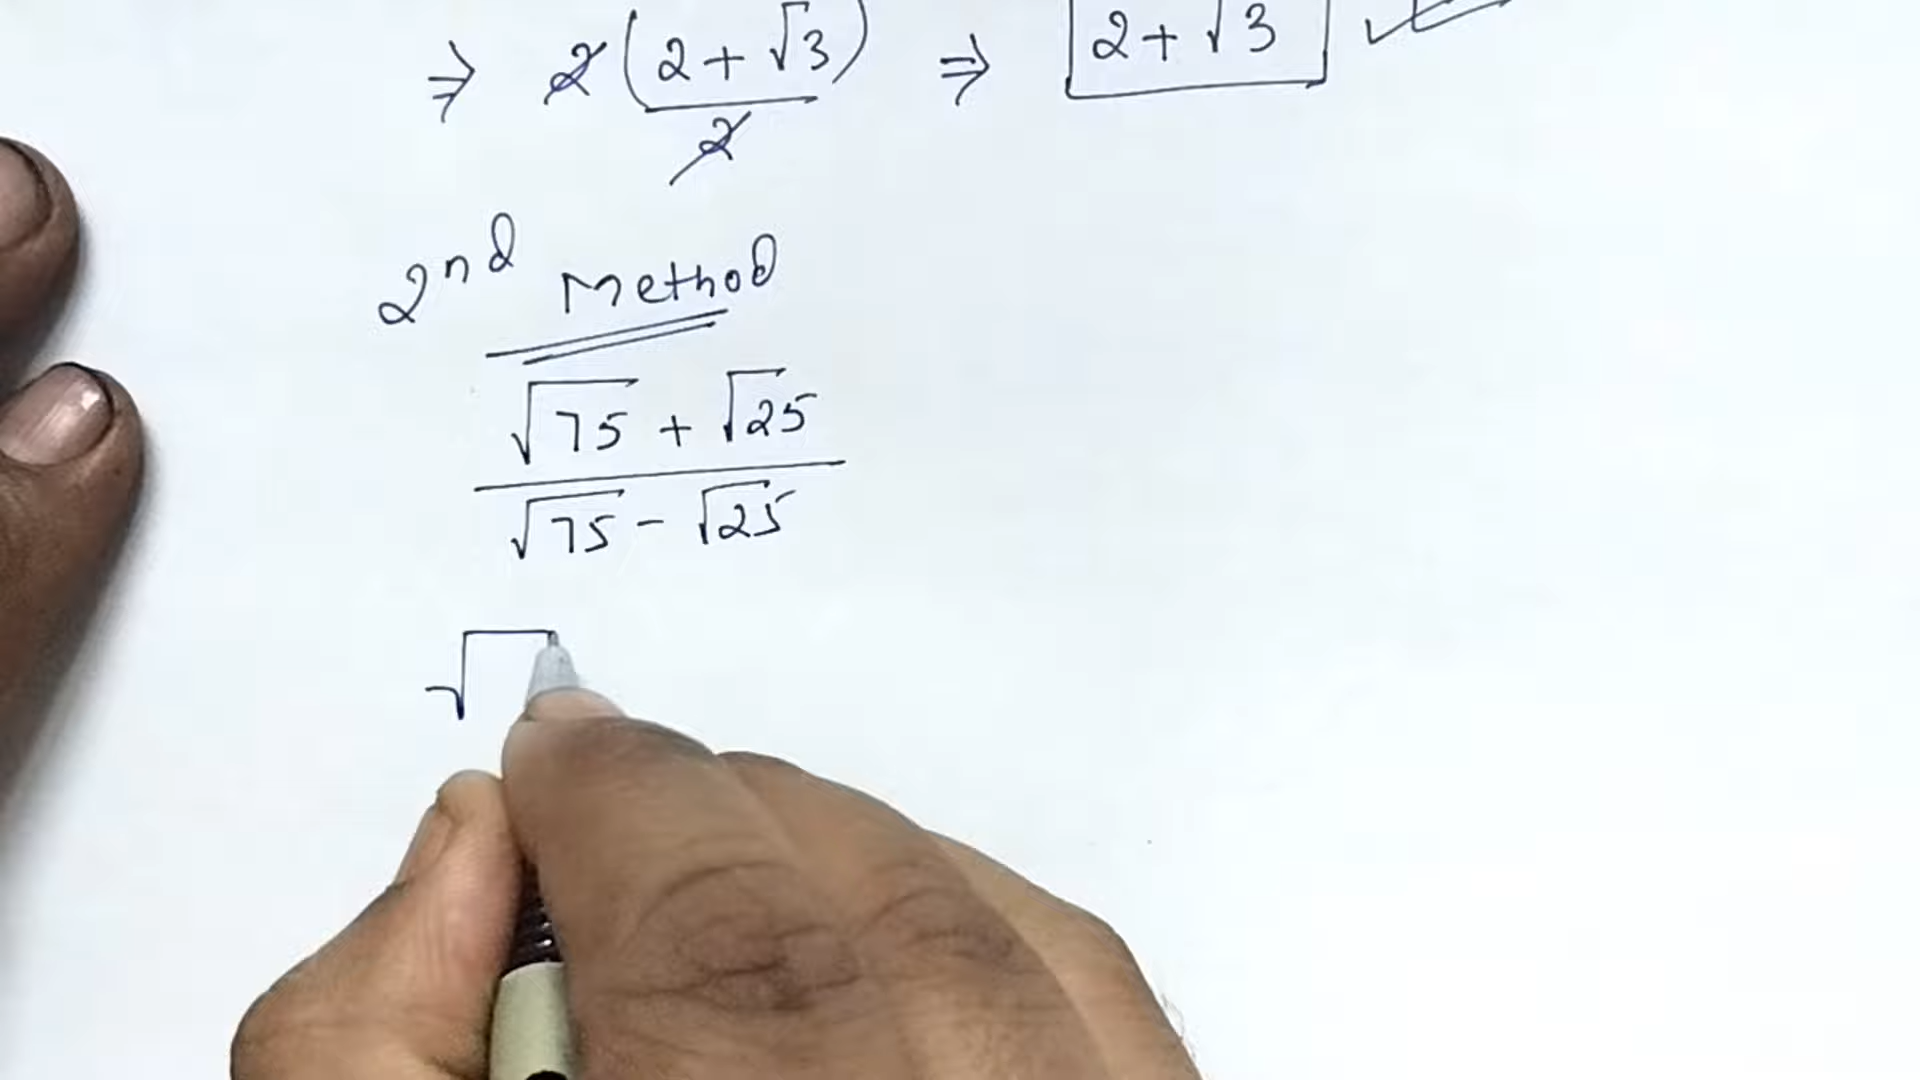 ⇒ 2(2+√3)/2 ⇒ 2+√3
2nd Method
√75 + √25
√75 - √25
√